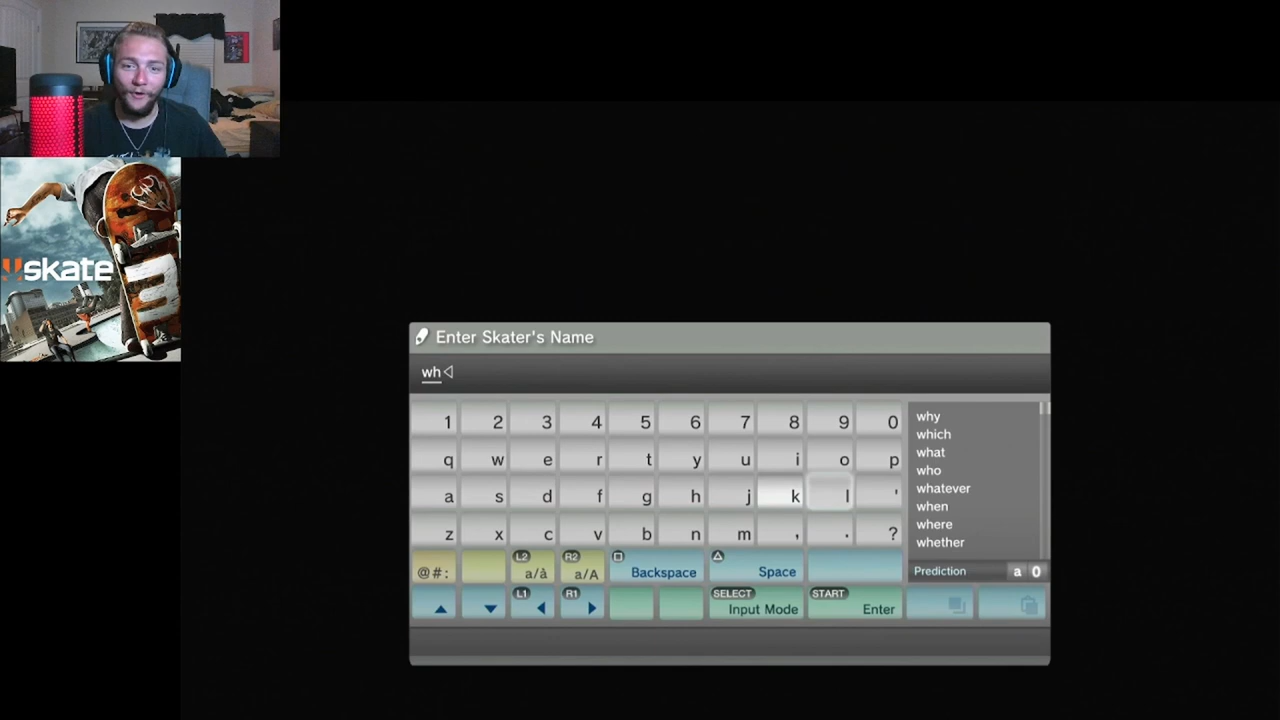 skate
3
Enter Skater's Name
wh
1 2 3 4 5 6 7 8 9 0
q w e r t y u i o p
a s d f g h j k l '
z x c v b n m , . ?
@#: L2 a/à R2 a/A Backspace Space
L1 R1 SELECT Input Mode START Enter
why
which
what
who
whatever
when
where
whether
Prediction a 0